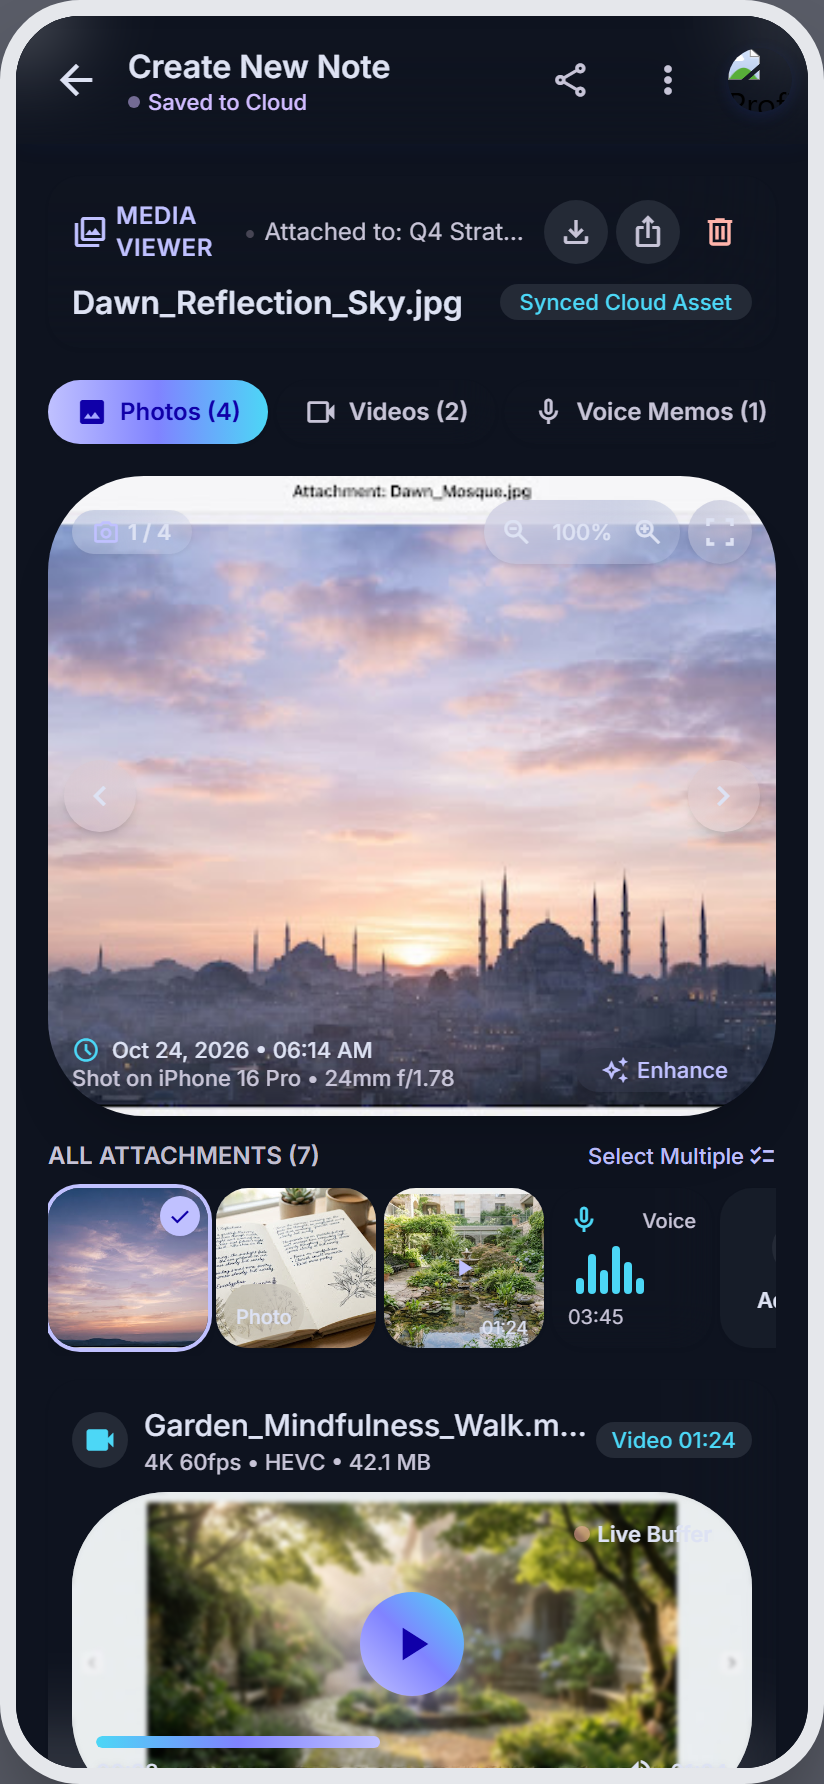 Create New Note
Saved to Cloud
Prof
MEDIA
VIEWER
Attached to: Q4 Strat...
Dawn_Reflection_Sky.jpg
Synced Cloud Asset
Photos (4)
Videos (2)
Voice Memos (1)
Attachment: Dawn_Mosque.jpg
1 / 4
100%
Oct 24, 2026 • 06:14 AM
Shot on iPhone 16 Pro • 24mm f/1.78
Enhance
ALL ATTACHMENTS (7)
Select Multiple
Photo
01:24
Voice
03:45
Garden_Mindfulness_Walk.m...
Video 01:24
4K 60fps • HEVC • 42.1 MB
Live Buffer